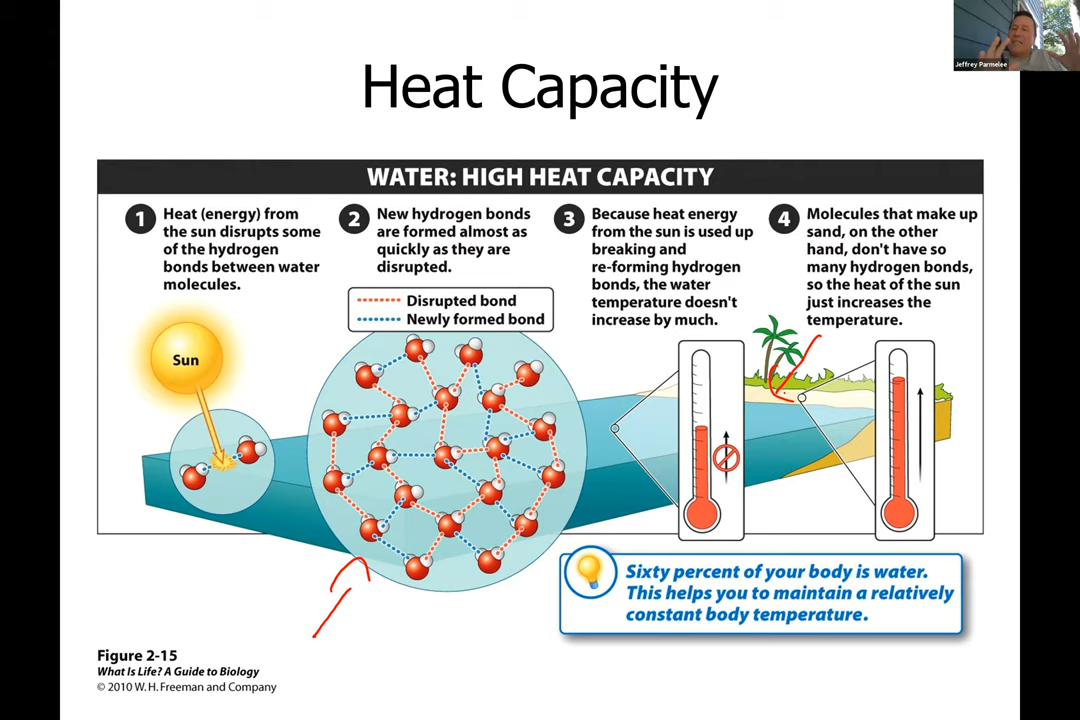 Jeffrey Parmelee
Heat Capacity
WATER: HIGH HEAT CAPACITY
1
Heat (energy) from
the sun disrupts some
of the hydrogen
bonds between water
molecules.
2
New hydrogen bonds
are formed almost as
quickly as they are
disrupted.
3
Because heat energy
from the sun is used up
breaking and
re-forming hydrogen
bonds, the water
temperature doesn't
increase by much.
4
Molecules that make up
sand, on the other
hand, don't have so
many hydrogen bonds,
so the heat of the sun
just increases the
temperature.
Disrupted bond
Newly formed bond
Sun
Sixty percent of your body is water.
This helps you to maintain a relatively
constant body temperature.
Figure 2-15
What Is Life? A Guide to Biology
© 2010 W. H. Freeman and Company